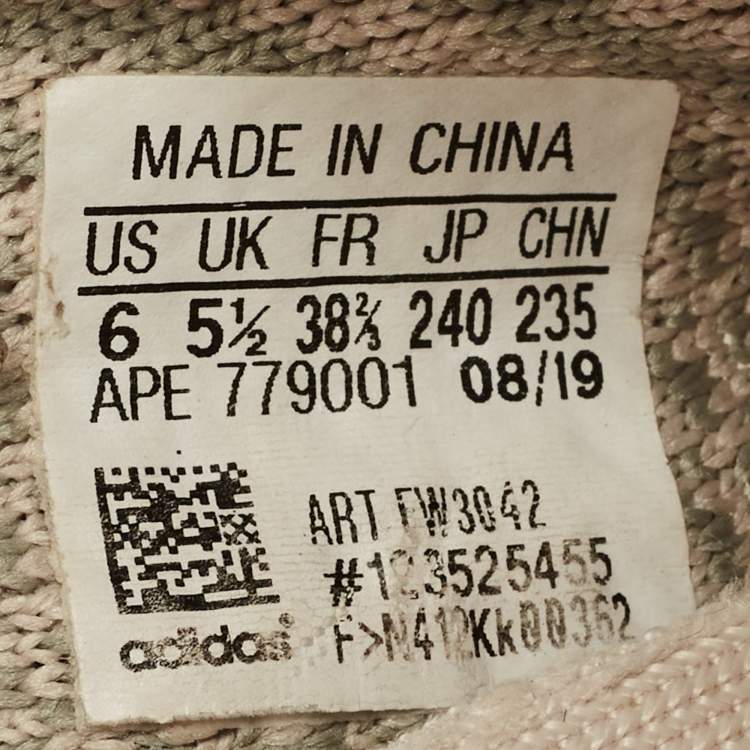 MADE IN CHINA
US UK FR JP CHN
6 5½ 38⅔ 240 235
APE 779001 08/19
ART FW3042
#123525455
adidas